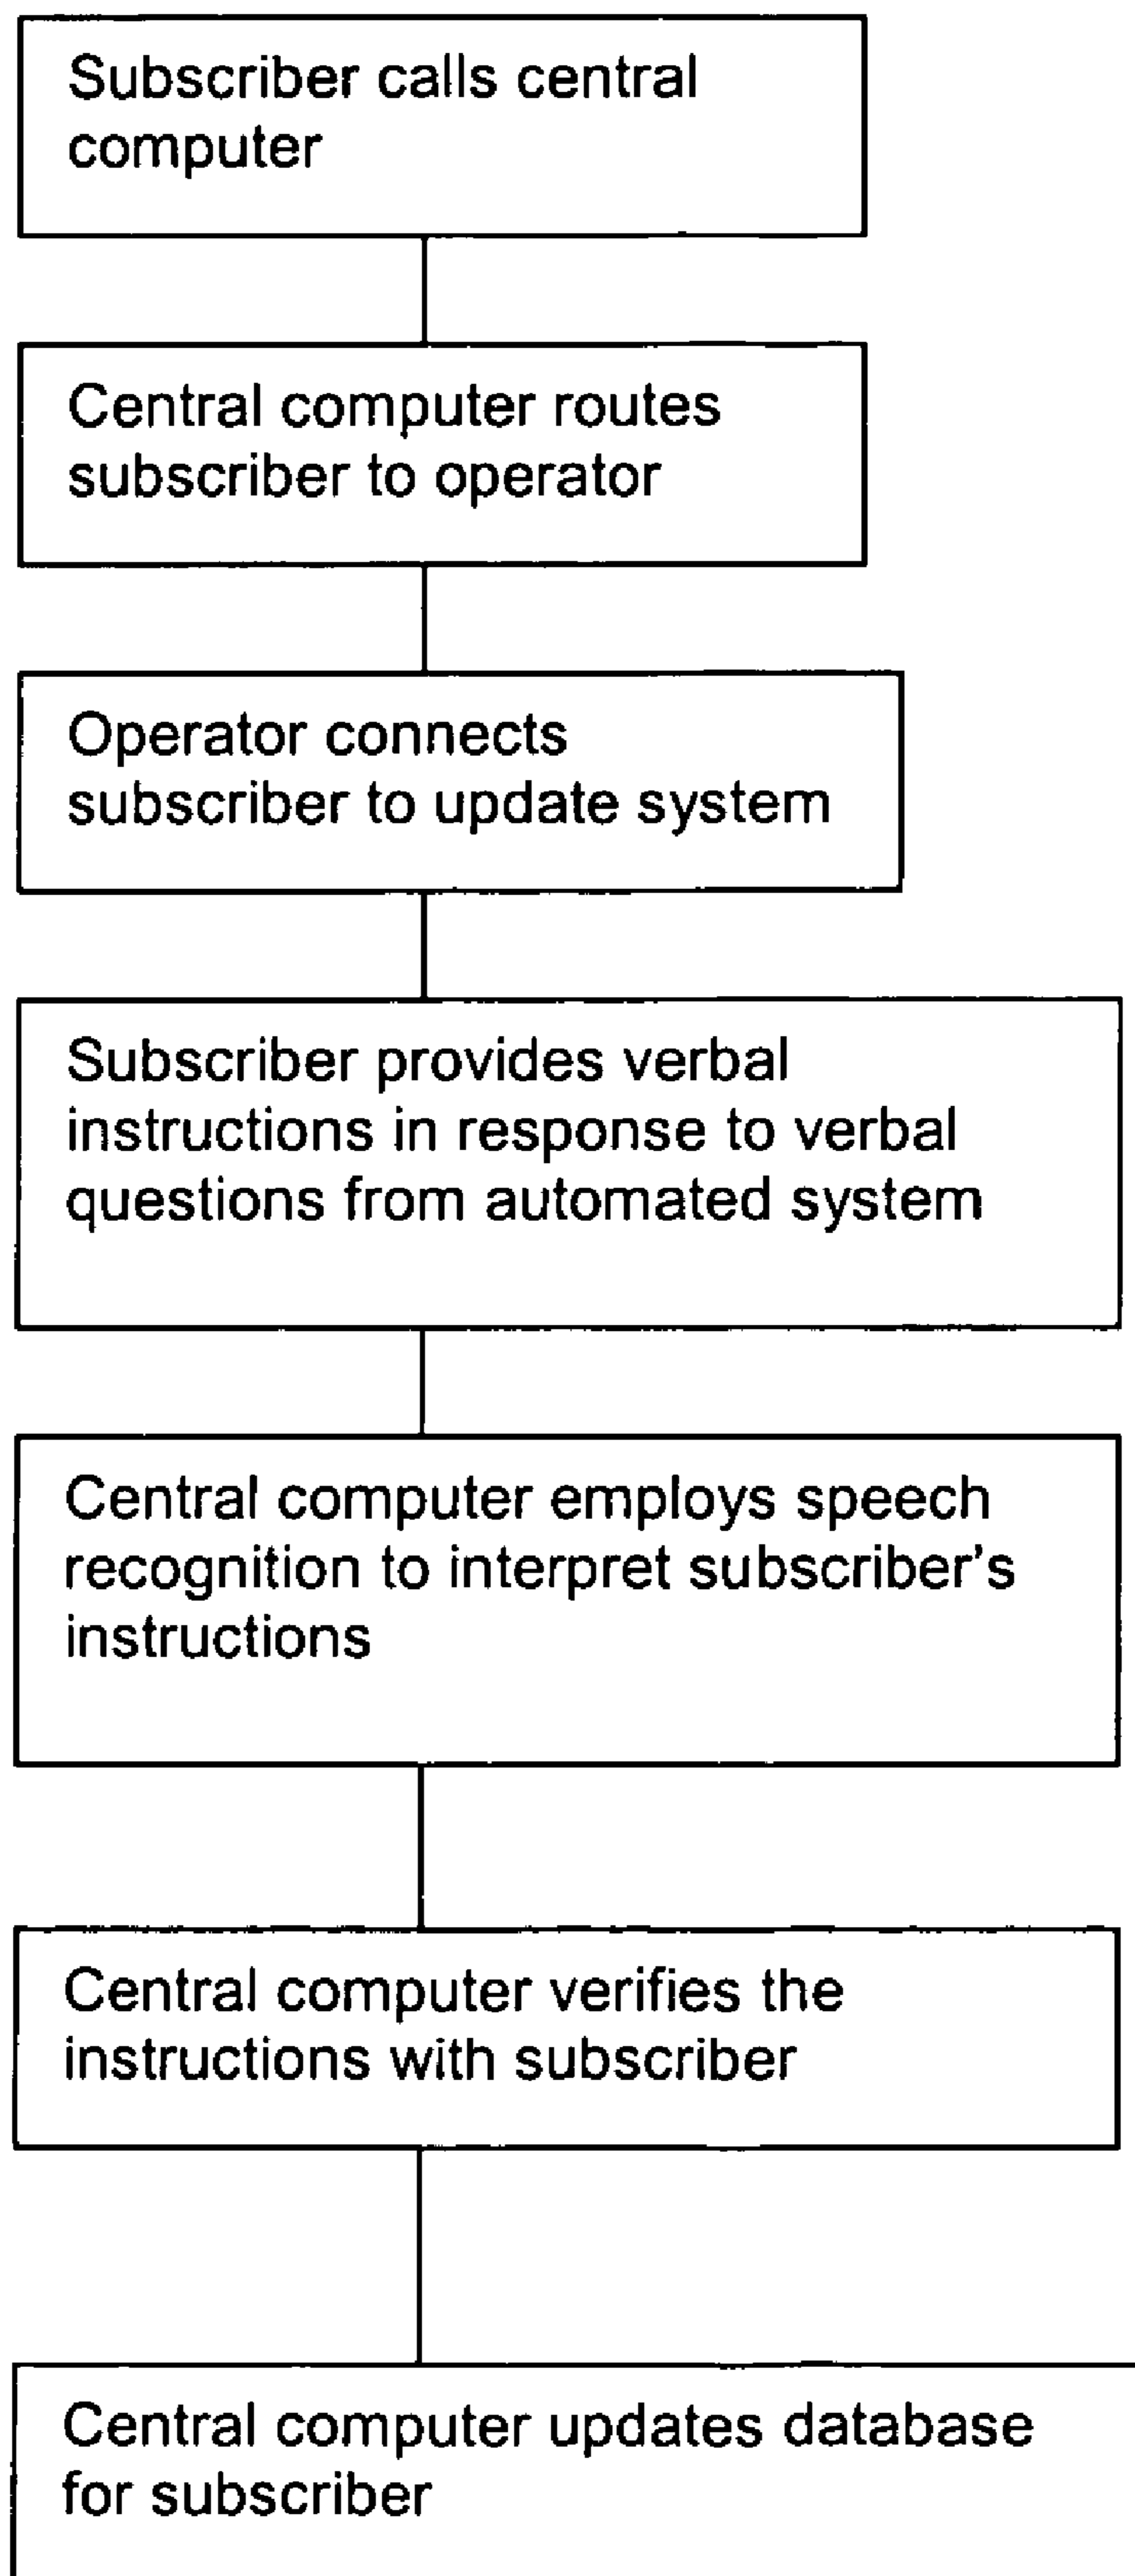 Subscriber calls central
computer
Central computer routes
subscriber to operator
Operator connects
subscriber to update system
Subscriber provides verbal
instructions in response to verbal
questions from automated system
Central computer employs speech
recognition to interpret subscriber's
instructions
Central computer verifies the
instructions with subscriber
Central computer updates database
for subscriber